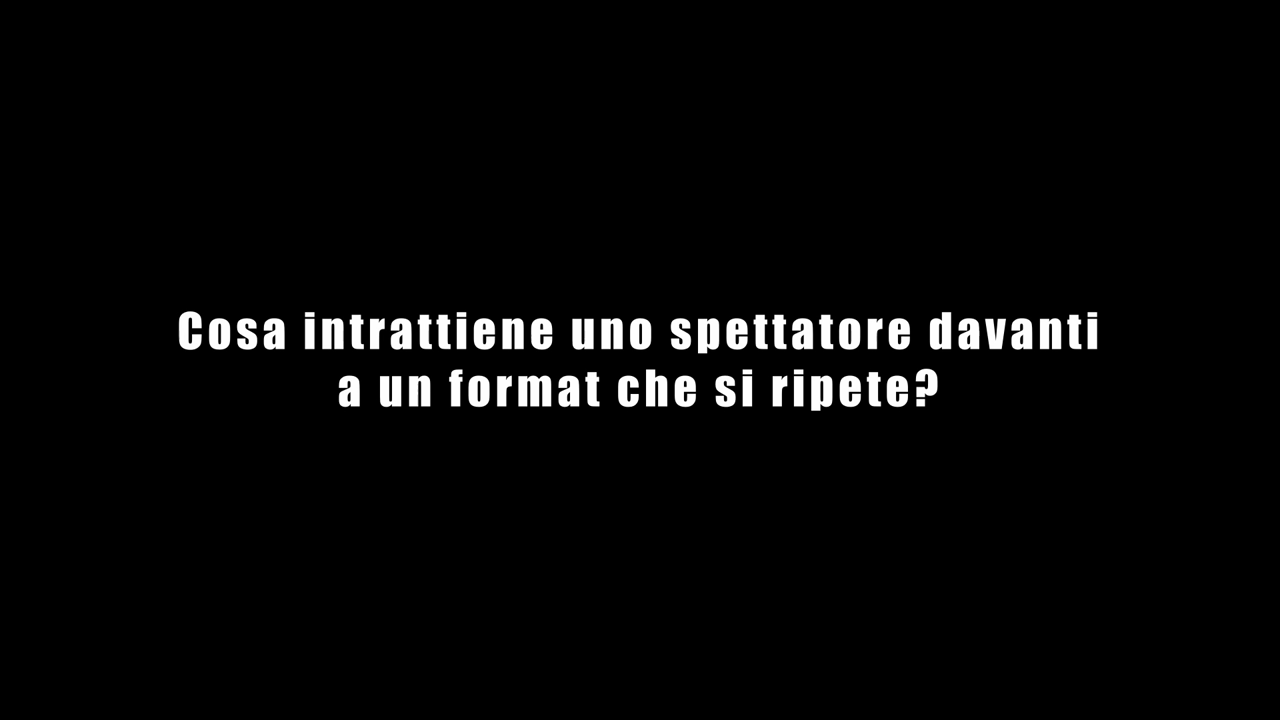 Cosa intrattiene uno spettatore davanti
a un format che si ripete?